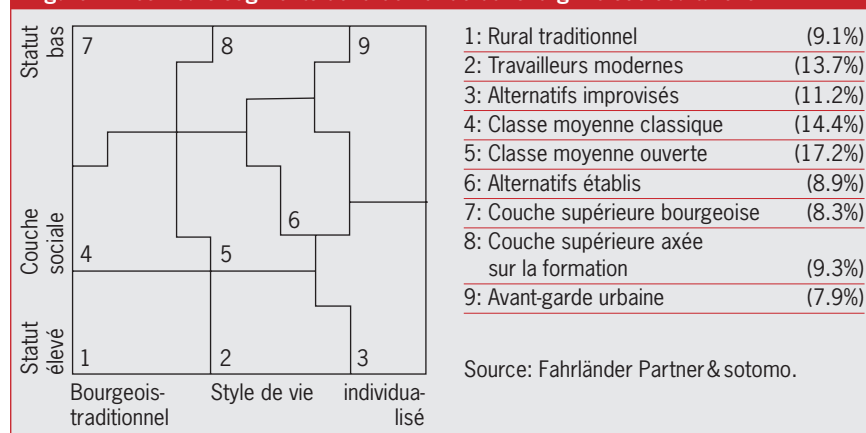 Statut bas
7
8
9
Couche sociale
6
4
5
Statut élevé
1
2
3
Bourgeois-
traditionnel
Style de vie
individua-
lisé
1: Rural traditionnel (9.1%)
2: Travailleurs modernes (13.7%)
3: Alternatifs improvisés (11.2%)
4: Classe moyenne classique (14.4%)
5: Classe moyenne ouverte (17.2%)
6: Alternatifs établis (8.9%)
7: Couche supérieure bourgeoise (8.3%)
8: Couche supérieure axée
sur la formation (9.3%)
9: Avant-garde urbaine (7.9%)
Source: Fahrländer Partner & sotomo.